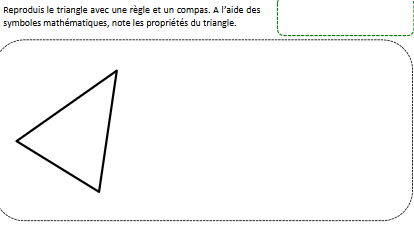 Reproduis le triangle avec une règle et un compas. A l'aide des
symboles mathématiques, note les propriétés du triangle.